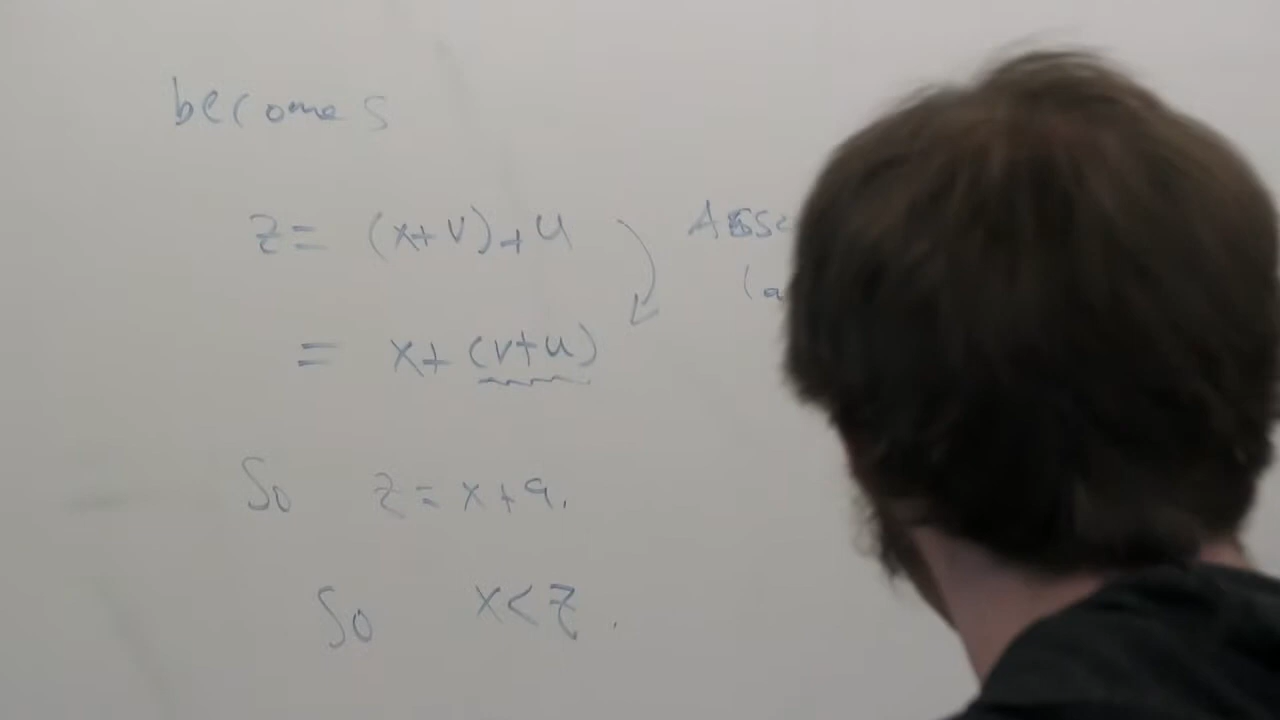 becomes
z = (x+v)+u
= x+(v+u)
So z = x+a.
So x<z.